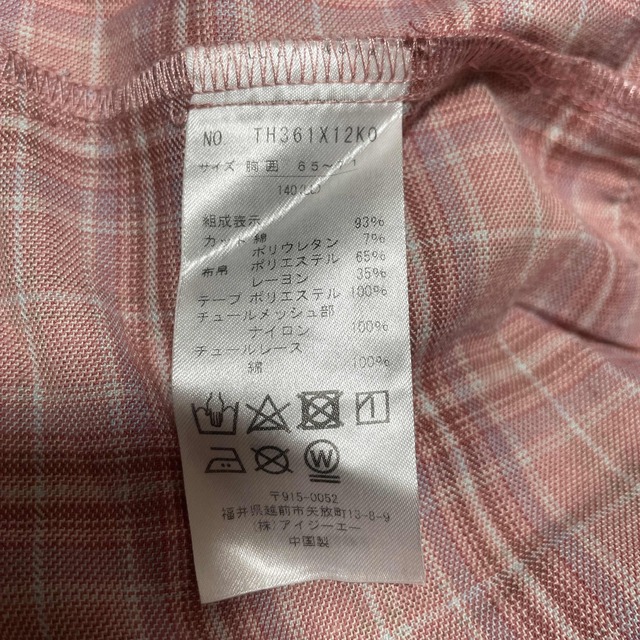 NO. TH361X12KO
サイズ 胸囲 65~
140
組成表示
カット 綿 93%
ポリウレタン 7%
布帛 ポリエステル 65%
レーヨン 35%
テープ ポリエステル 100%
チュールメッシュ部
ナイロン 100%
チュールレース
綿 100%
W
〒915-0052
福井県越前市矢放町13-8-9
(株)アイジーエー
中国製